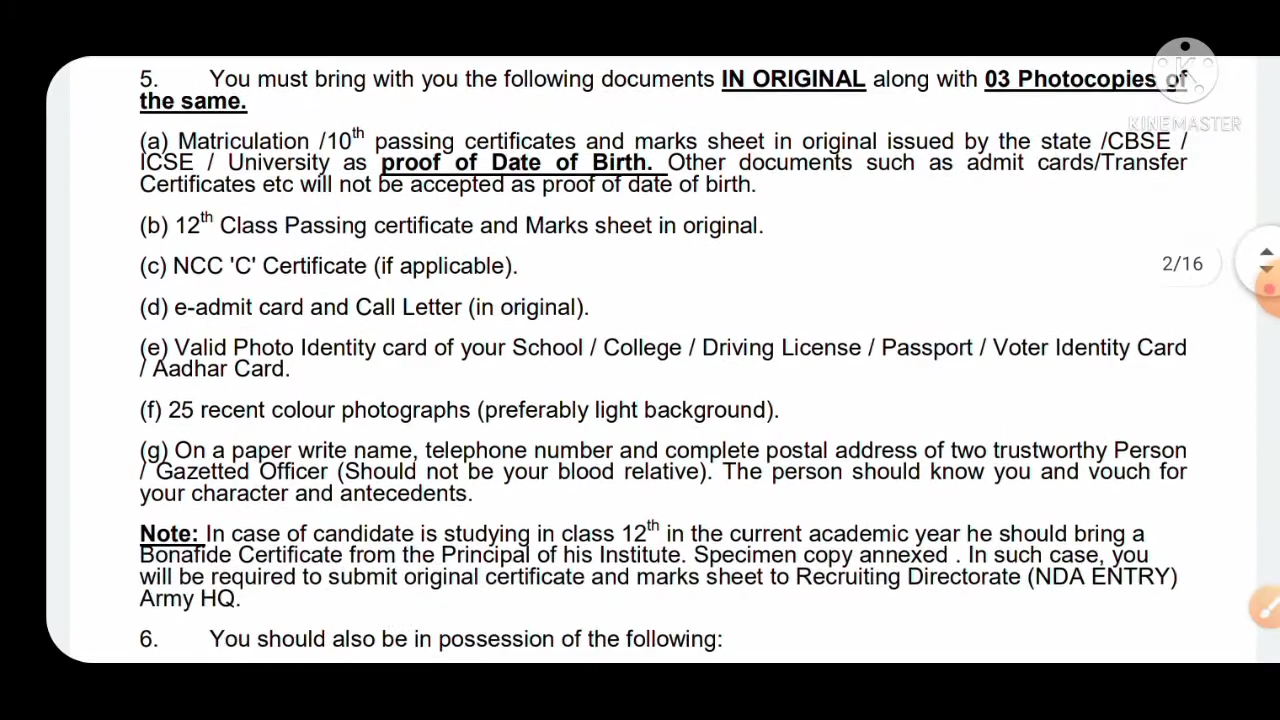 5. You must bring with you the following documents IN ORIGINAL along with 03 Photocopies of
the same.
(a) Matriculation /10th passing certificates and marks sheet in original issued by the state /CBSE /
ICSE / University as proof of Date of Birth. Other documents such as admit cards/Transfer
Certificates etc will not be accepted as proof of date of birth.
(b) 12th Class Passing certificate and Marks sheet in original.
(c) NCC 'C' Certificate (if applicable).
(d) e-admit card and Call Letter (in original).
(e) Valid Photo Identity card of your School / College / Driving License / Passport / Voter Identity Card
/ Aadhar Card.
(f) 25 recent colour photographs (preferably light background).
(g) On a paper write name, telephone number and complete postal address of two trustworthy Person
/ Gazetted Officer (Should not be your blood relative). The person should know you and vouch for
your character and antecedents.
Note: In case of candidate is studying in class 12th in the current academic year he should bring a
Bonafide Certificate from the Principal of his Institute. Specimen copy annexed . In such case, you
will be required to submit original certificate and marks sheet to Recruiting Directorate (NDA ENTRY)
Army HQ.
6. You should also be in possession of the following:
K
KINEMASTER
2/16